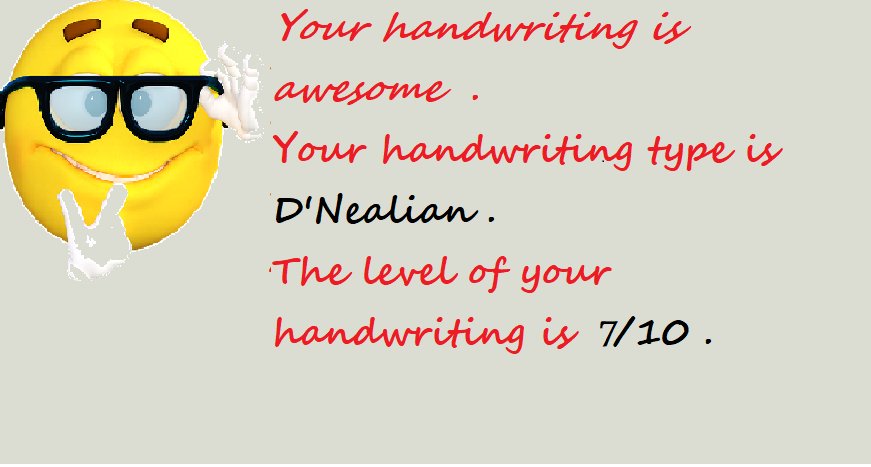 Your handwriting is
awesome .
Your handwriting type is
D'Nealian .
The level of your
handwriting is 7/10 .